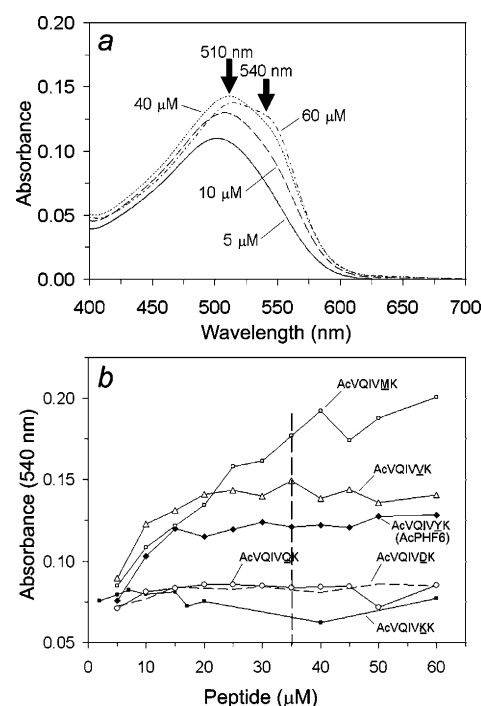 a
510 nm
540 nm
40 μM
60 μM
10 μM
5 μM
Absorbance
0.20
0.15
0.10
0.05
0.00
400 450 500 550 600 650 700
Wavelength (nm)
b
Absorbance (540 nm)
0.20
0.15
0.10
0.05
AcVQIVMK
AcVQIVVK
AcVQIVYK
(AcPHF6)
AcVQIVQK
AcVQIVDK
AcVQIVKK
0 10 20 30 40 50 60
Peptide (μM)